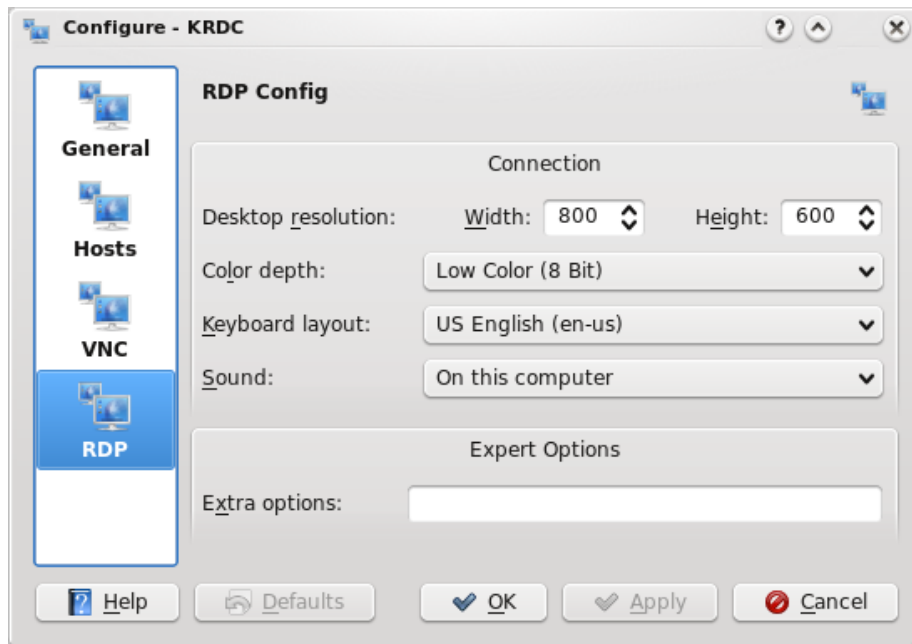 Configure - KRDC
General
Hosts
VNC
RDP
RDP Config
Connection
Desktop resolution: Width: 800 Height: 600
Color depth: Low Color (8 Bit)
Keyboard layout: US English (en-us)
Sound: On this computer
Expert Options
Extra options:
Help Defaults OK Apply Cancel